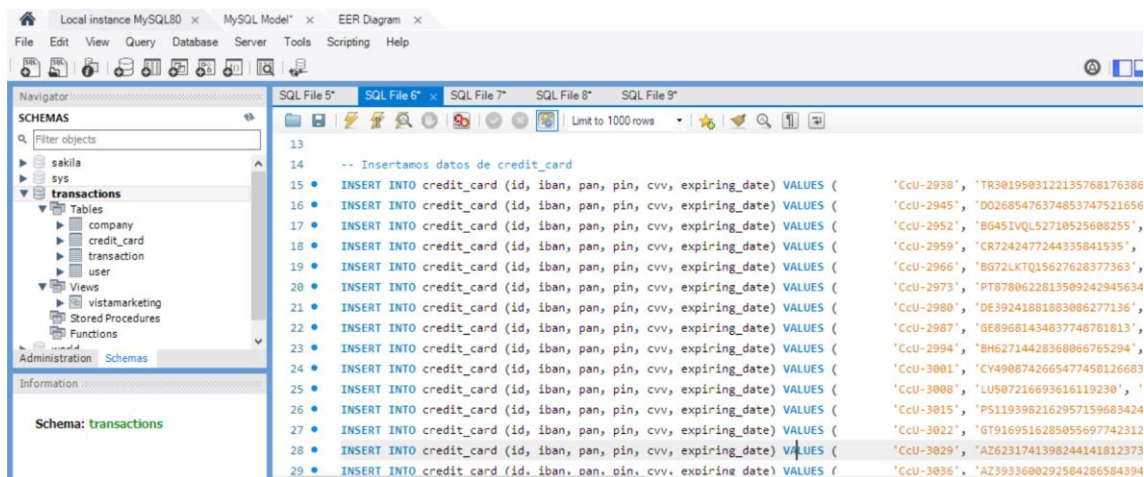 Local instance MySQL80 × MySQL Model* × EER Diagram ×
File Edit View Query Database Server Tools Scripting Help
Navigator
SQL File 5* SQL File 6* × SQL File 7* SQL File 8* SQL File 9*
SCHEMAS
Limit to 1000 rows
Filter objects
sakila
sys
transactions
Tables
company
credit_card
transaction
user
Views
vistamarketing
Stored Procedures
Functions
Administration Schemas
Information
Schema: transactions
13
14 -- Insertamos datos de credit_card
15 INSERT INTO credit_card (id, iban, pan, pin, cvv, expiring_date) VALUES ( 'CcU-2938', 'TR301950312213576817638
16 INSERT INTO credit_card (id, iban, pan, pin, cvv, expiring_date) VALUES ( 'CcU-2945', 'DO26854763748537475216568
17 INSERT INTO credit_card (id, iban, pan, pin, cvv, expiring_date) VALUES ( 'CcU-2952', 'BG45IVQL52710525608255',
18 INSERT INTO credit_card (id, iban, pan, pin, cvv, expiring_date) VALUES ( 'CcU-2959', 'CR7242477244335841535',
19 INSERT INTO credit_card (id, iban, pan, pin, cvv, expiring_date) VALUES ( 'CcU-2966', 'BG72LKTQ15627628377363',
20 INSERT INTO credit_card (id, iban, pan, pin, cvv, expiring_date) VALUES ( 'CcU-2973', 'PT87806228135092429456346
21 INSERT INTO credit_card (id, iban, pan, pin, cvv, expiring_date) VALUES ( 'CcU-2980', 'DE39241881883086277136',
22 INSERT INTO credit_card (id, iban, pan, pin, cvv, expiring_date) VALUES ( 'CcU-2987', 'GE89681434837748781813',
23 INSERT INTO credit_card (id, iban, pan, pin, cvv, expiring_date) VALUES ( 'CcU-2994', 'BH62714428368066765294',
24 INSERT INTO credit_card (id, iban, pan, pin, cvv, expiring_date) VALUES ( 'CcU-3001', 'CY4908742665477458126683
25 INSERT INTO credit_card (id, iban, pan, pin, cvv, expiring_date) VALUES ( 'CcU-3008', 'LU507216693616119230', '
26 INSERT INTO credit_card (id, iban, pan, pin, cvv, expiring_date) VALUES ( 'CcU-3015', 'PS119398216295715968342
27 INSERT INTO credit_card (id, iban, pan, pin, cvv, expiring_date) VALUES ( 'CcU-3022', 'GT91695162850556977423123
28 INSERT INTO credit_card (id, iban, pan, pin, cvv, expiring_date) VALUES ( 'CcU-3029', 'AZ62317413982441418123739
29 INSERT INTO credit_card (id, iban, pan, pin, cvv, expiring_date) VALUES ( 'CcU-3036', 'AZ39336002925842865843941